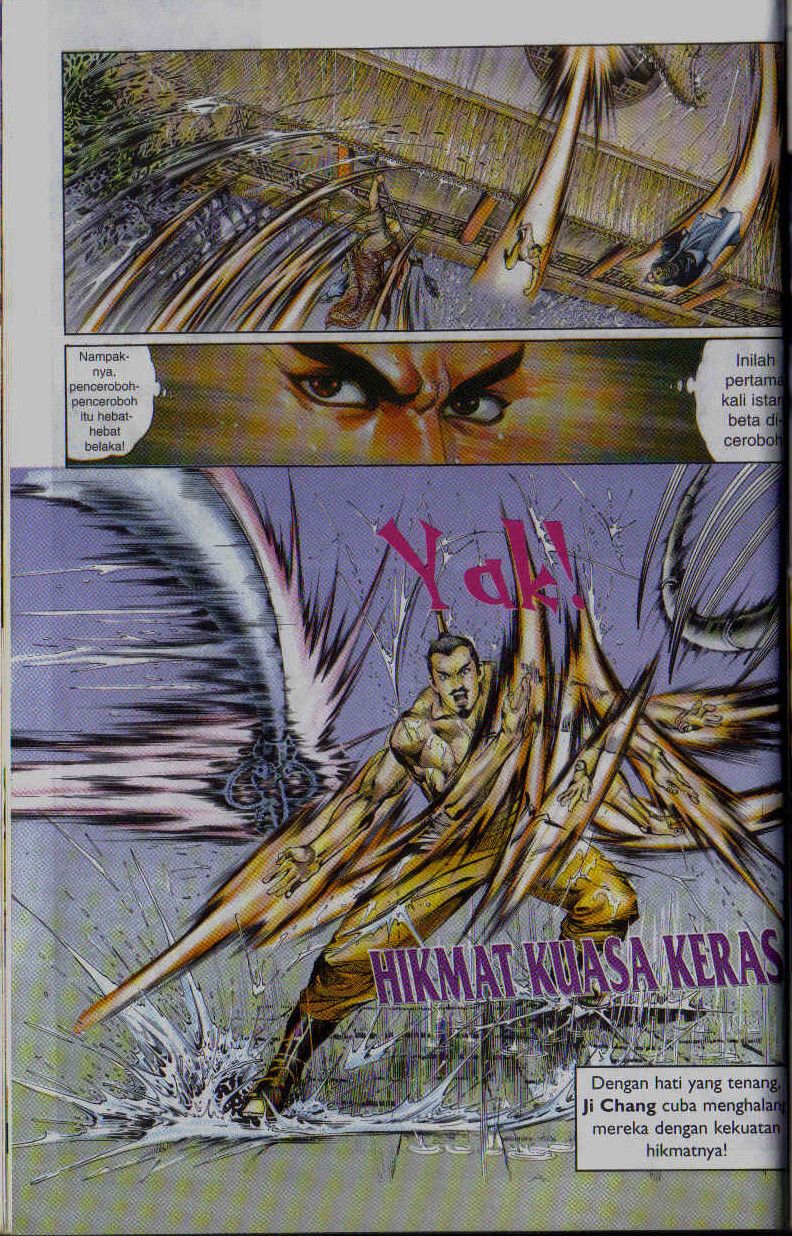 Nampak-
nya,
penceroboh-
penceroboh
itu hebat-
hebat
belaka!
Inilah
pertama
kali istan
beta di-
ceroboh
Yak!
HIKMAT KUASA KERAS
Dengan hati yang tenang,
Ji Chang cuba menghalang
mereka dengan kekuatan
hikmatnya!